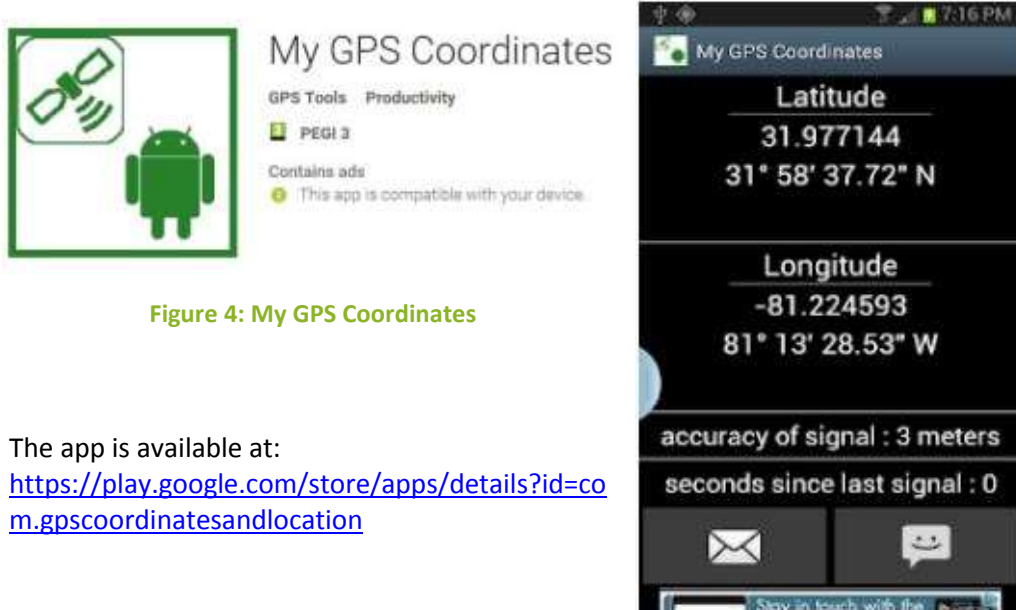 My GPS Coordinates
GPS Tools Productivity
3 PEGI 3
Contains ads
This app is compatible with your device.
Figure 4: My GPS Coordinates
The app is available at:
https://play.google.com/store/apps/details?id=co
m.gpscoordinatesandlocation
7:16 PM
My GPS Coordinates
Latitude
31.977144
31° 58' 37.72" N
Longitude
-81.224593
81° 13' 28.53" W
accuracy of signal : 3 meters
seconds since last signal : 0
Stay in touch with the